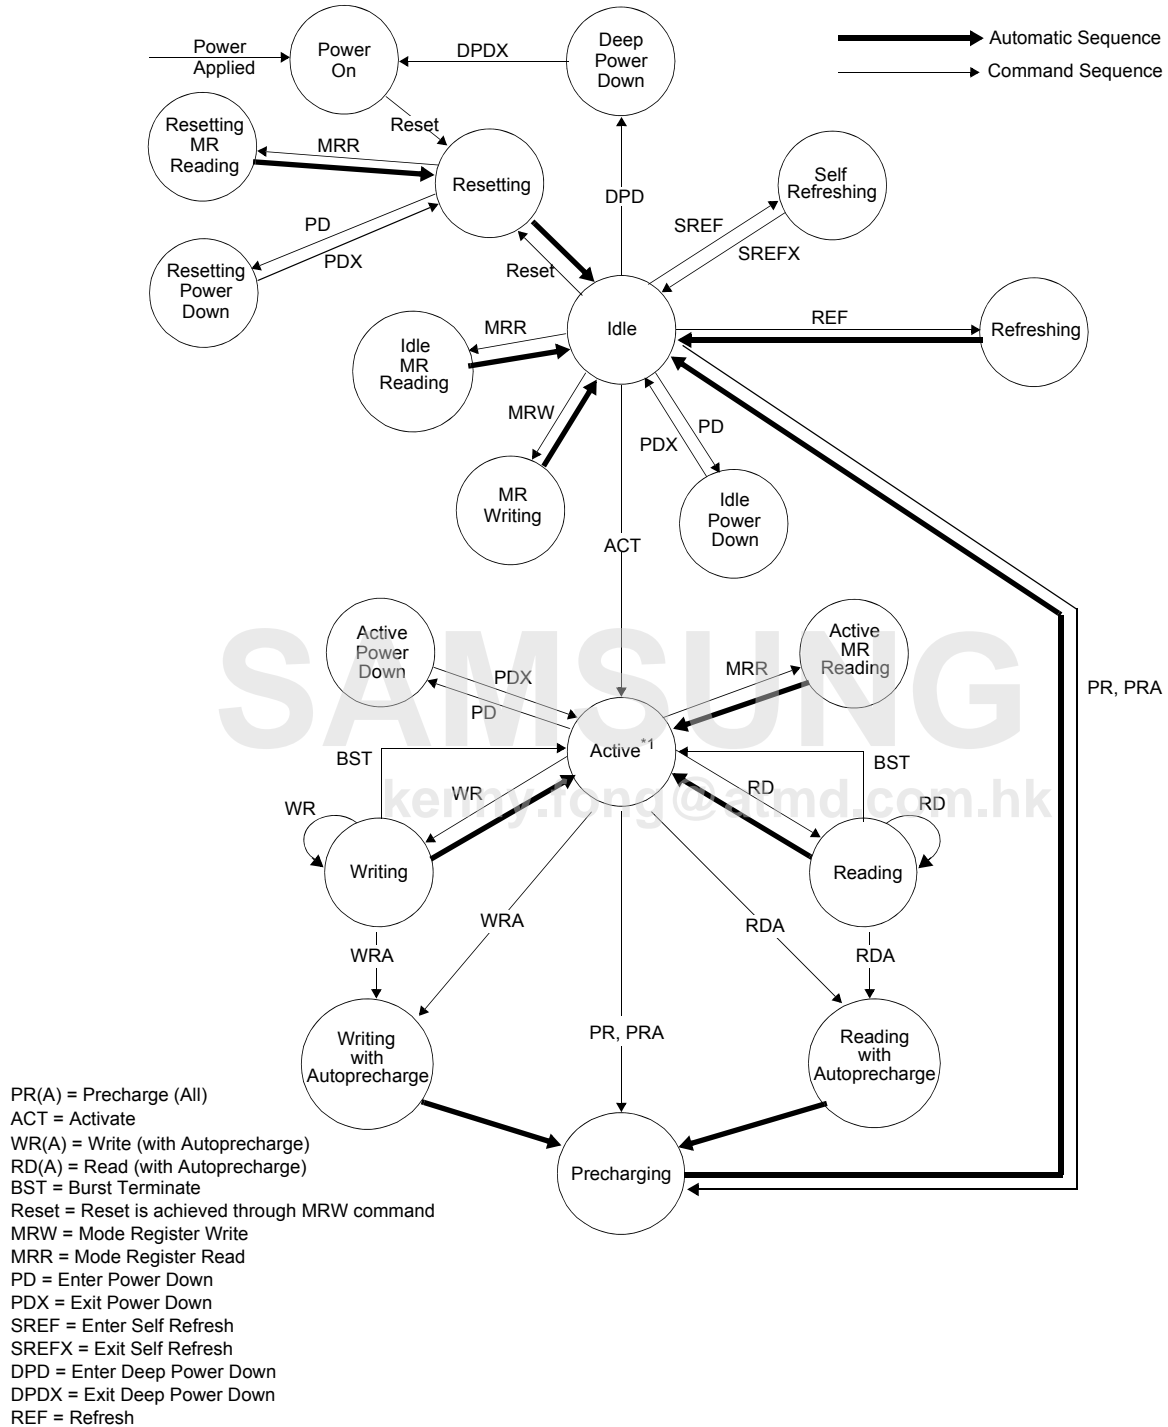 Power
Applied
Power
On
DPDX
Deep
Power
Down
Automatic Sequence
Command Sequence
Reset
Resetting
MR
Reading
MRR
Resetting
DPD
Self
Refreshing
PD
PDX
SREF
SREFX
Resetting
Power
Down
Reset
Idle
REF
Refreshing
MRR
Idle
MR
Reading
MRW
PD
PDX
MR
Writing
Idle
Power
Down
ACT
SAMSUNG
kenny.fong@atmd.com.hk
Active
Power
Down
PDX
PD
MRR
Active
MR
Reading
PR, PRA
Active*1
BST
BST
WR
WR
RD
RD
Writing
Reading
WRA
WRA
RDA
RDA
Writing
with
Autoprecharge
PR, PRA
Reading
with
Autoprecharge
Precharging
PR(A) = Precharge (All)
ACT = Activate
WR(A) = Write (with Autoprecharge)
RD(A) = Read (with Autoprecharge)
BST = Burst Terminate
Reset = Reset is achieved through MRW command
MRW = Mode Register Write
MRR = Mode Register Read
PD = Enter Power Down
PDX = Exit Power Down
SREF = Enter Self Refresh
SREFX = Exit Self Refresh
DPD = Enter Deep Power Down
DPDX = Exit Deep Power Down
REF = Refresh